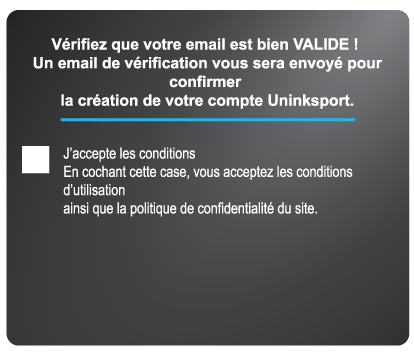 Vérifiez que votre email est bien VALIDE !
Un email de vérification vous sera envoyé pour
confirmer
la création de votre compte Uninksport.
J'accepte les conditions
En cochant cette case, vous acceptez les conditions
d'utilisation
ainsi que la politique de confidentialité du site.